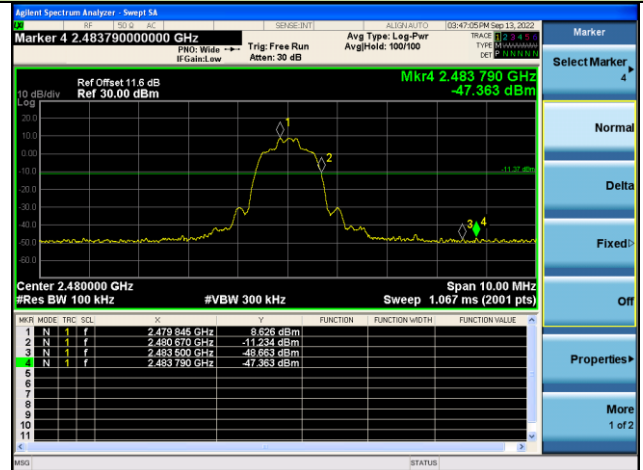 Agilent Spectrum Analyzer - Swept SA
RF 50 Ω AC SENSE:INT ALIGNAUTO 03:47:05 PM Sep 13, 2022
Marker 4 2.483790000000 GHz
PNO: Wide
IFGain:Low
Trig: Free Run
Atten: 30 dB
Avg Type: Log-Pwr
Avg|Hold: 100/100
TRACE 1 2 3 4 5 6
TYPE
DET P N N N N N
Ref Offset 11.6 dB
10 dB/div Ref 30.00 dBm
Log
Mkr4 2.483 790 GHz
-47.363 dBm
20.0
10.0
0.00
-10.0
-20.0
-30.0
-40.0
-50.0
-60.0
1
2
3
4
-11.37 dBm
Center 2.480000 GHz Span 10.00 MHz
#Res BW 100 kHz #VBW 300 kHz Sweep 1.067 ms (2001 pts)
MKR MODE TRC SCL X Y FUNCTION FUNCTION WIDTH FUNCTION VALUE
1 N 1 f 2.479 845 GHz 8.626 dBm
2 N 1 f 2.480 670 GHz -11.234 dBm
3 N 1 f 2.483 500 GHz -48.663 dBm
4 N 1 f 2.483 790 GHz -47.363 dBm
5
6
7
8
9
10
11
MSG STATUS
Marker
Select Marker
4
Normal
Delta
Fixed
Off
Properties
More
1 of 2